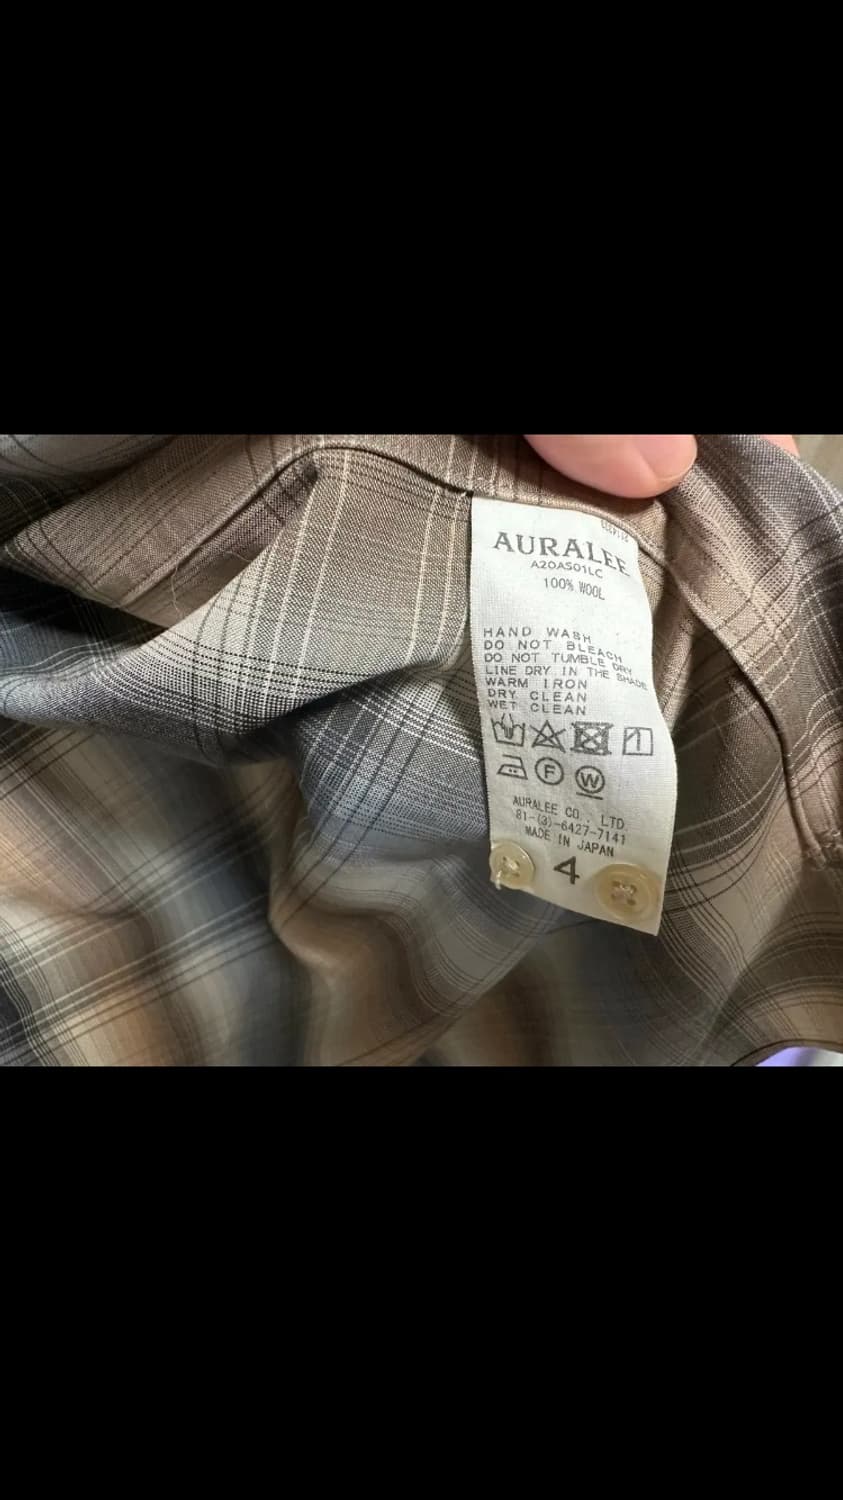 AURALEE
A20AS01LC
100% WOOL
HAND WASH
DO NOT BLEACH
DO NOT TUMBLE DRY
LINE DRY IN THE SHADE
WARM IRON
DRY CLEAN
WET CLEAN
F W
AURALEE CO., LTD.
81-(3)-6427-7141
MADE IN JAPAN
4